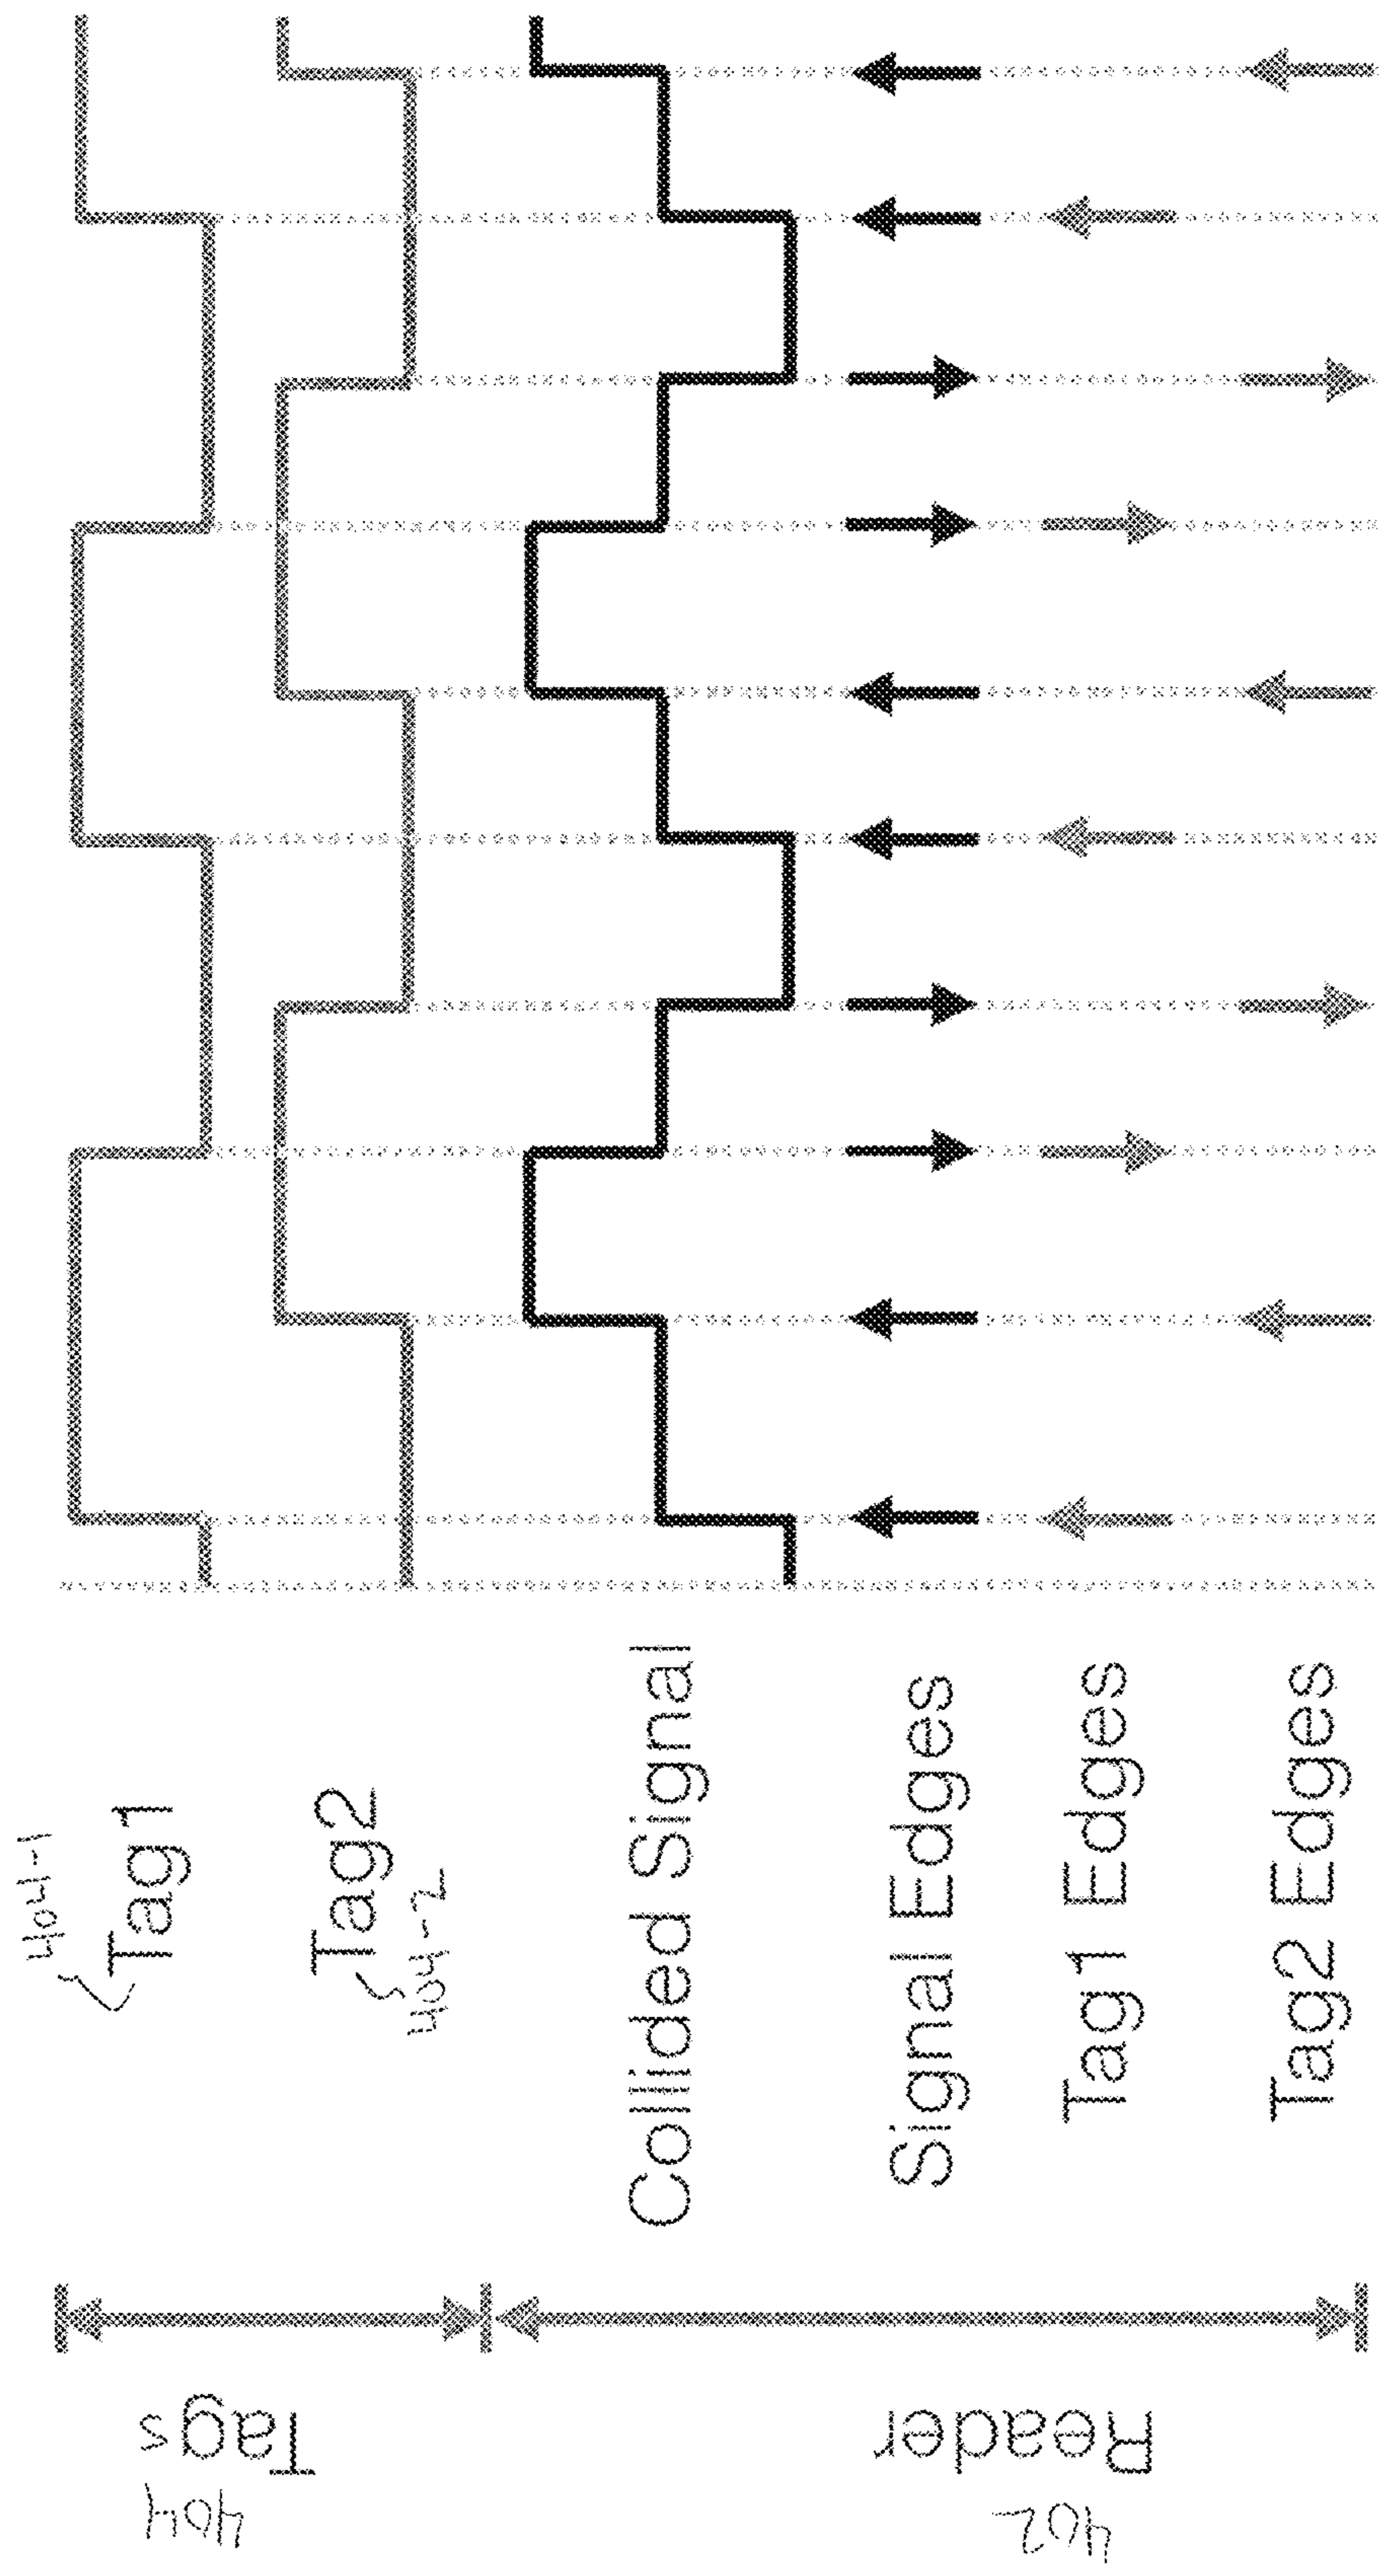 404
Tags
404-1
Tag1
Tag2
404-2
402
Reader
Collided Signal
Signal Edges
Tag1 Edges
Tag2 Edges